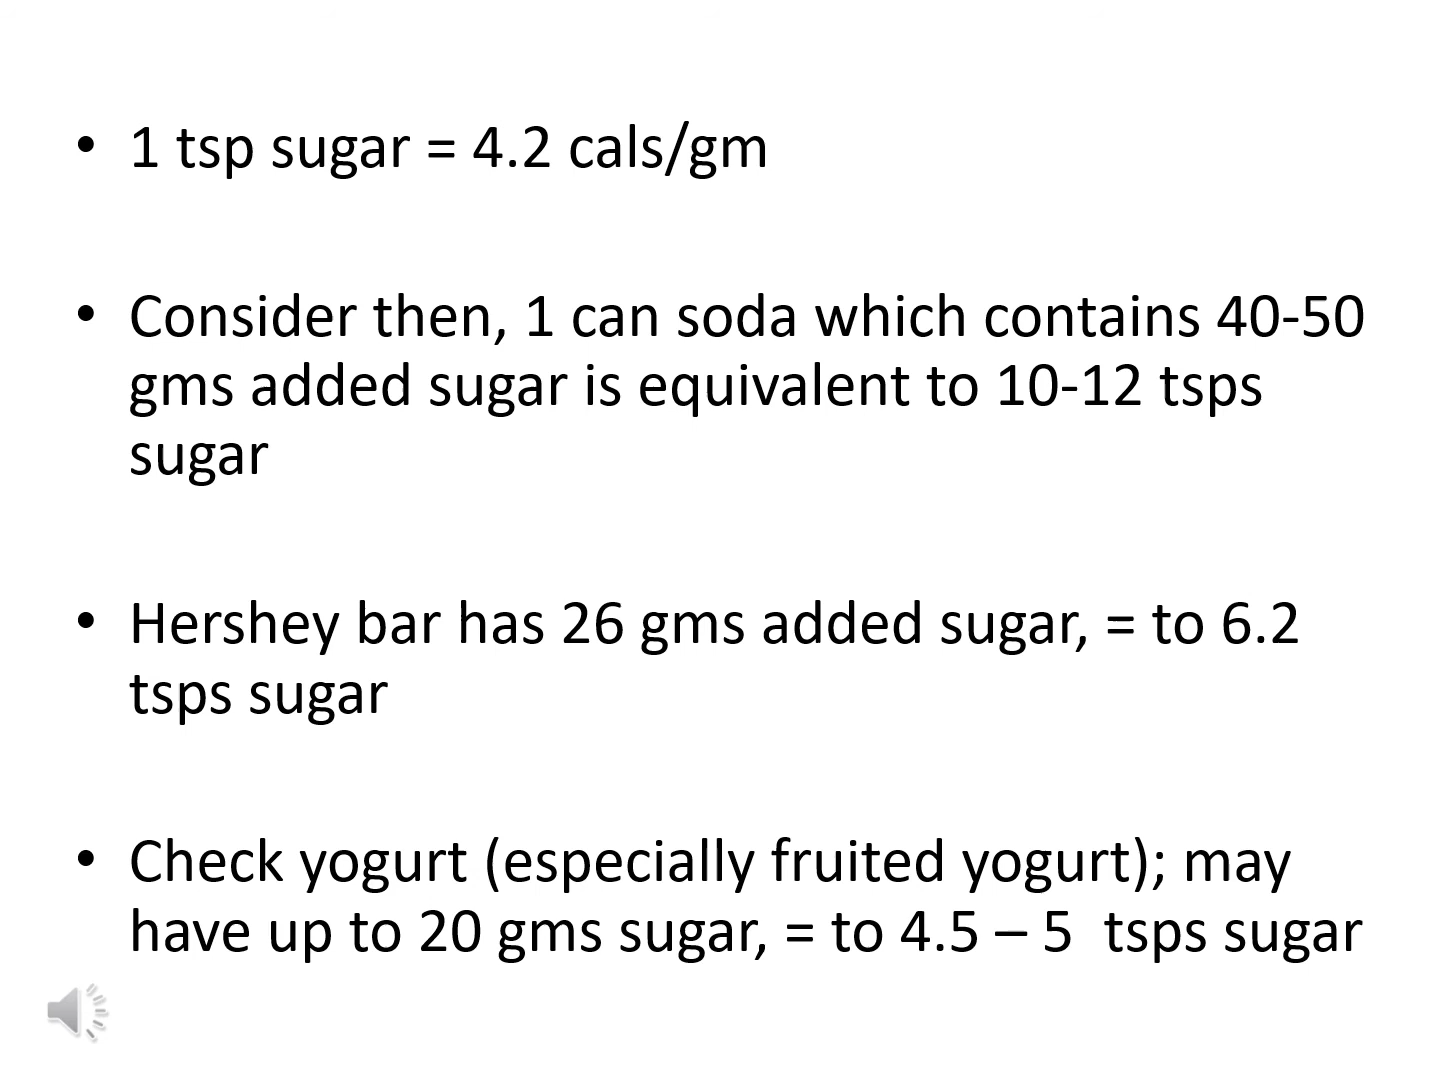 • 1 tsp sugar = 4.2 cals/gm
• Consider then, 1 can soda which contains 40-50
gms added sugar is equivalent to 10-12 tsps
sugar
• Hershey bar has 26 gms added sugar, = to 6.2
tsps sugar
• Check yogurt (especially fruited yogurt); may
have up to 20 gms sugar, = to 4.5 – 5  tsps sugar